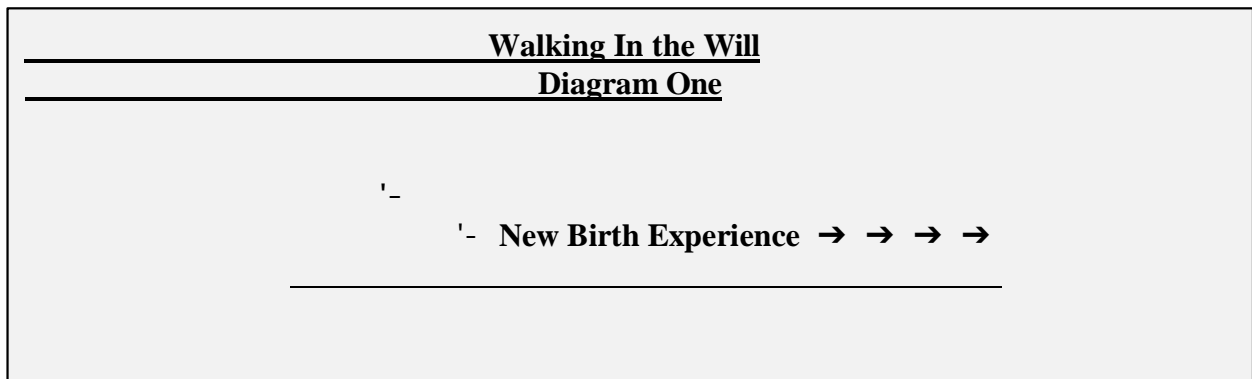 Walking In the Will
Diagram One
'-
'- New Birth Experience ➔ ➔ ➔ ➔